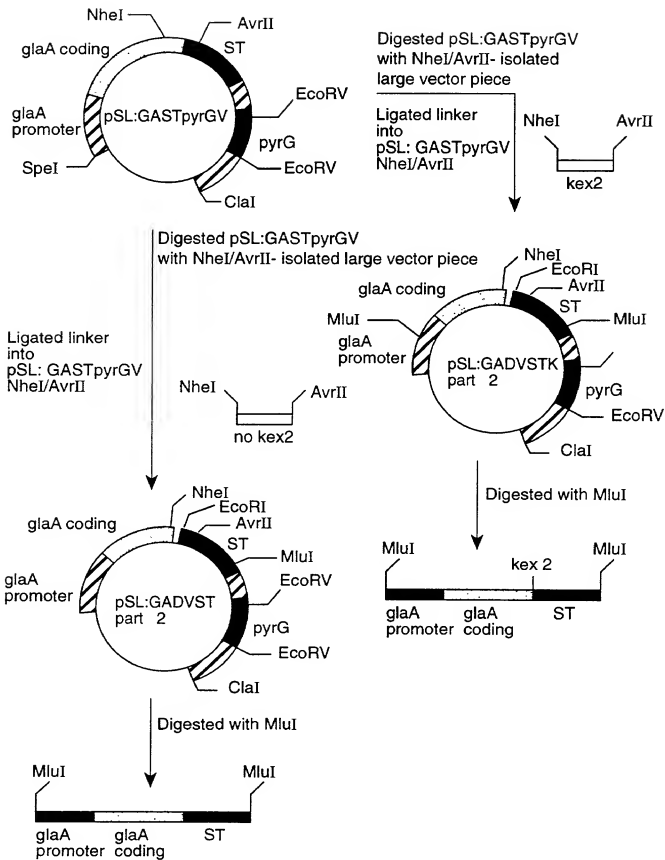 NheI
AvrII
glaA coding
ST
EcoRV
pSL:GASTpyrGV
glaA
promoter
pyrG
SpeI
EcoRV
ClaI
Digested pSL:GASTpyrGV
with NheI/AvrII- isolated
large vector piece
Ligated linker
into
pSL: GASTpyrGV
NheI/AvrII
NheI
AvrII
kex2
Digested pSL:GASTpyrGV
with NheI/AvrII- isolated large vector piece
Ligated linker
into
pSL: GASTpyrGV
NheI/AvrII
NheI
AvrII
no kex2
NheI
EcoRI
AvrII
glaA coding
ST
MluI
MluI
glaA
promoter
pSL:GADVSTK
part 2
pyrG
EcoRV
ClaI
Digested with MluI
MluI
kex 2
MluI
glaA
promoter
glaA
coding
ST
NheI
EcoRI
AvrII
glaA coding
ST
MluI
EcoRV
glaA
promoter
pSL:GADVST
part 2
pyrG
EcoRV
ClaI
Digested with MluI
MluI
MluI
glaA
promoter
glaA
coding
ST